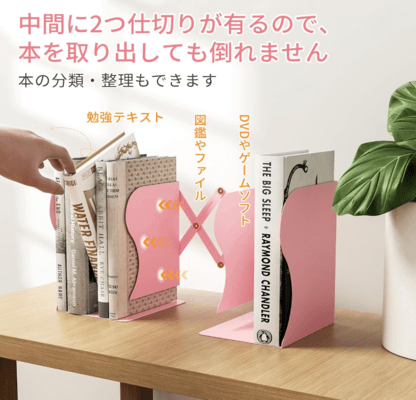 中間に2つ仕切りが有るので、
本を取り出しても倒れません
本の分類・整理もできます
勉強テキスト
図鑑やファイル
DVDやゲームソフト
THE BIG SLEEP
RAYMOND CHANDLER